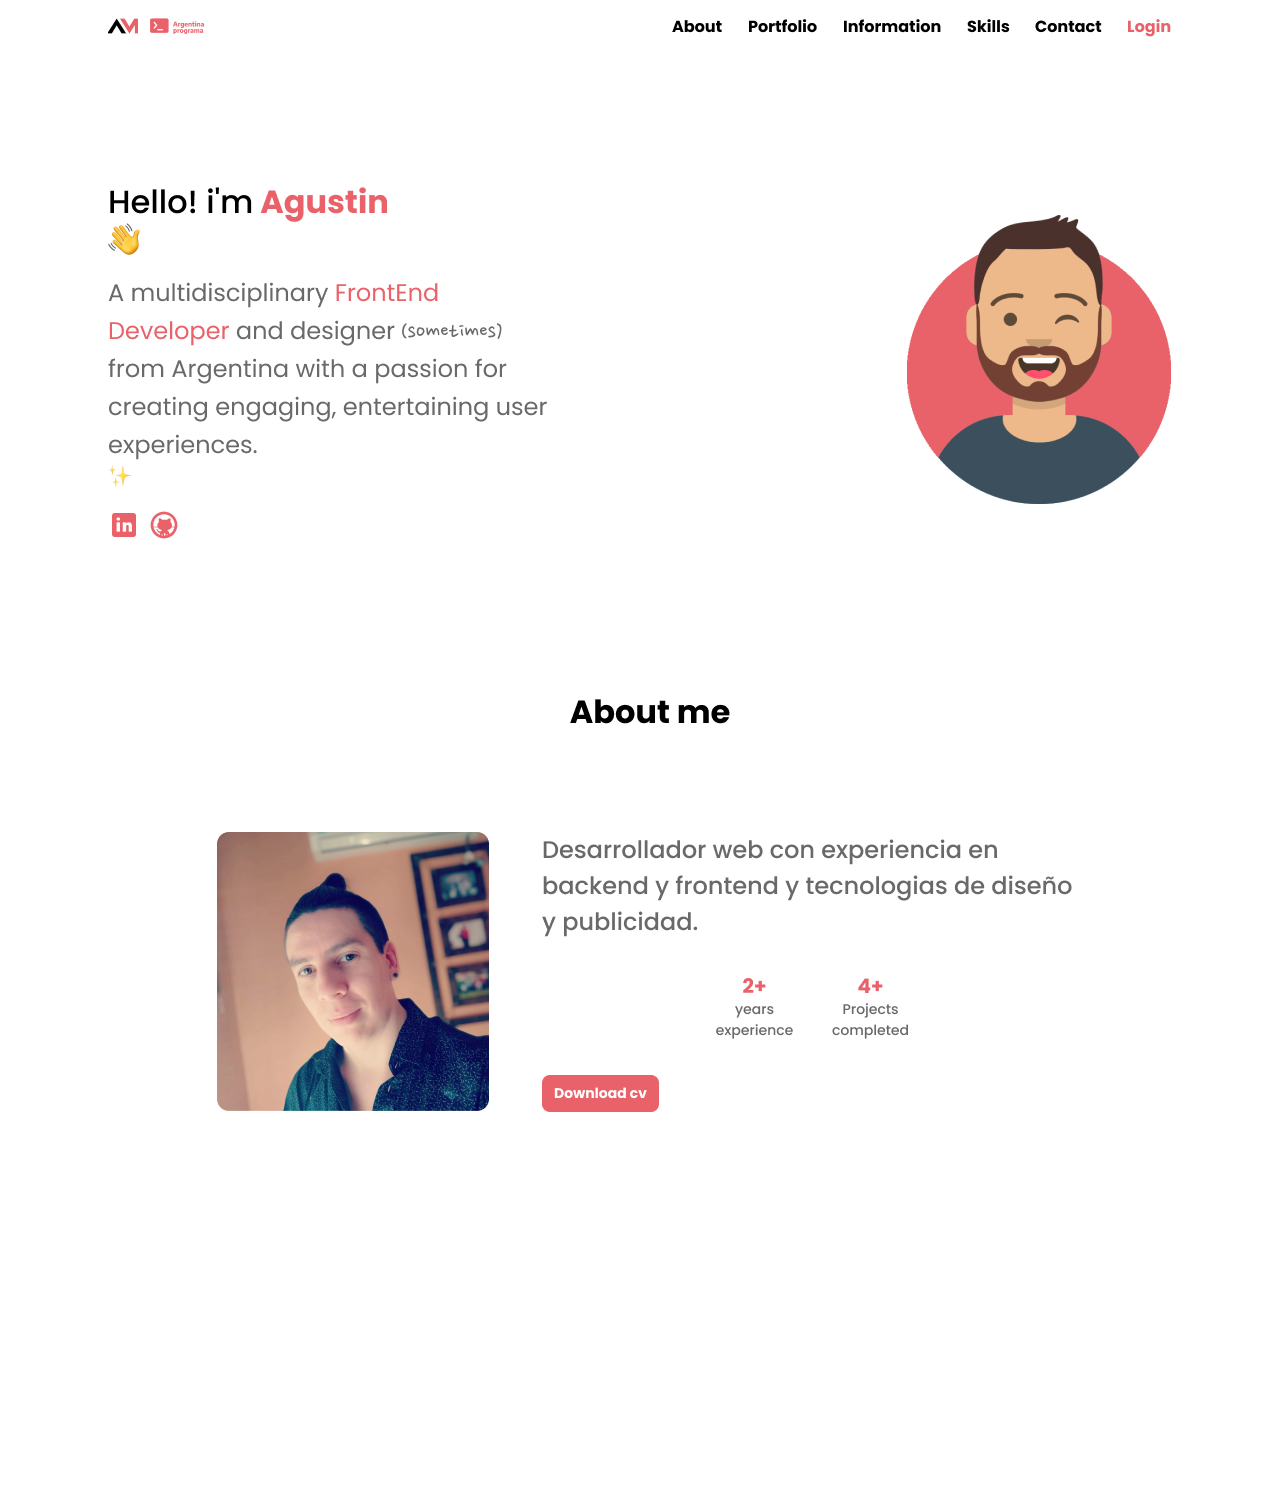 AM Argentina
programa
About Portfolio Information Skills Contact Login
Hello! i'm Agustin
👋
A multidisciplinary FrontEnd
Developer and designer (sometimes)
from Argentina with a passion for
creating engaging, entertaining user
experiences.
✨
in
About me
Desarrollador web con experiencia en
backend y frontend y tecnologias de diseño
y publicidad.
2+ 4+
years Projects
experience completed
Download cv